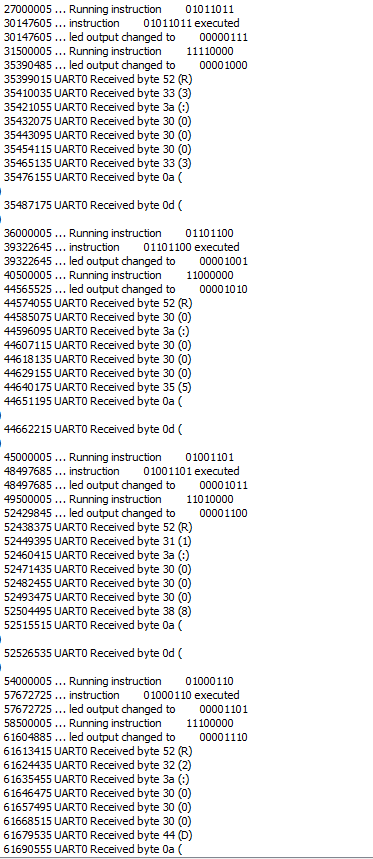 27000005 ... Running instruction 01011011
30147605 ... instruction 01011011 executed
30147605 ... led output changed to 00000111
31500005 ... Running instruction 11110000
35390485 ... led output changed to 00001000
35399015 UART0 Received byte 52 (R)
35410035 UART0 Received byte 33 (3)
35421055 UART0 Received byte 3a (:)
35432075 UART0 Received byte 30 (0)
35443095 UART0 Received byte 30 (0)
35454115 UART0 Received byte 30 (0)
35465135 UART0 Received byte 33 (3)
35476155 UART0 Received byte 0a (
)
35487175 UART0 Received byte 0d (
)
36000005 ... Running instruction 01101100
39322645 ... instruction 01101100 executed
39322645 ... led output changed to 00001001
40500005 ... Running instruction 11000000
44565525 ... led output changed to 00001010
44574055 UART0 Received byte 52 (R)
44585075 UART0 Received byte 30 (0)
44596095 UART0 Received byte 3a (:)
44607115 UART0 Received byte 30 (0)
44618135 UART0 Received byte 30 (0)
44629155 UART0 Received byte 30 (0)
44640175 UART0 Received byte 35 (5)
44651195 UART0 Received byte 0a (
)
44662215 UART0 Received byte 0d (
)
45000005 ... Running instruction 01001101
48497685 ... instruction 01001101 executed
48497685 ... led output changed to 00001011
49500005 ... Running instruction 11010000
52429845 ... led output changed to 00001100
52438375 UART0 Received byte 52 (R)
52449395 UART0 Received byte 31 (1)
52460415 UART0 Received byte 3a (:)
52471435 UART0 Received byte 30 (0)
52482455 UART0 Received byte 30 (0)
52493475 UART0 Received byte 30 (0)
52504495 UART0 Received byte 38 (8)
52515515 UART0 Received byte 0a (
)
52526535 UART0 Received byte 0d (
)
54000005 ... Running instruction 01000110
57672725 ... instruction 01000110 executed
57672725 ... led output changed to 00001101
58500005 ... Running instruction 11100000
61604885 ... led output changed to 00001110
61613415 UART0 Received byte 52 (R)
61624435 UART0 Received byte 32 (2)
61635455 UART0 Received byte 3a (:)
61646475 UART0 Received byte 30 (0)
61657495 UART0 Received byte 30 (0)
61668515 UART0 Received byte 30 (0)
61679535 UART0 Received byte 44 (D)
61690555 UART0 Received byte 0a (